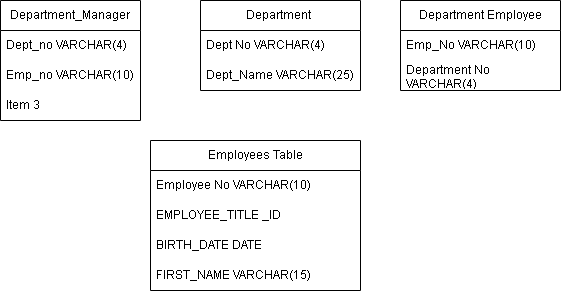 Department_Manager
Dept_no VARCHAR(4)
Emp_no VARCHAR(10)
Item 3
Department
Dept No VARCHAR(4)
Dept_Name VARCHAR(25)
Department Employee
Emp_No VARCHAR(10)
Department No
VARCHAR(4)
Employees Table
Employee No VARCHAR(10)
EMPLOYEE_TITLE _ID
BIRTH_DATE DATE
FIRST_NAME VARCHAR(15)